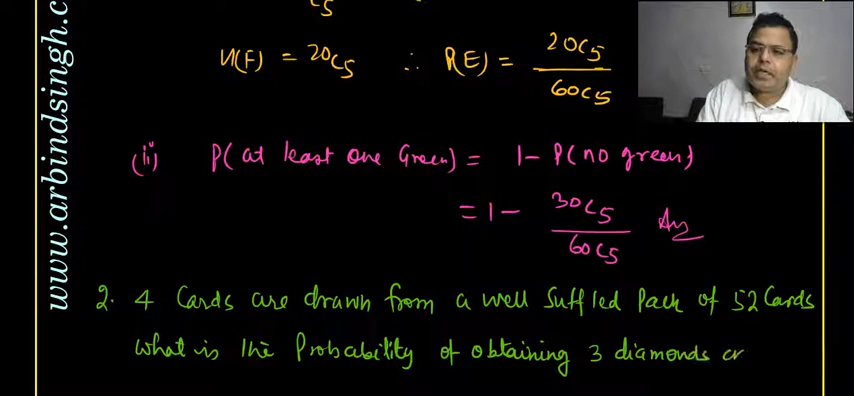 C5
N(F) = 20C5 ∴ P(E) = 20C5 / 60C5
(ii) P(at least one Green) = 1 - P(no green)
= 1 - 30C5 / 60C5 Ans
2. 4 Cards are drawn from a well suffled Pack of 52 Cards
What is the Probability of obtaining 3 diamonds or
www.arbindsingh.c